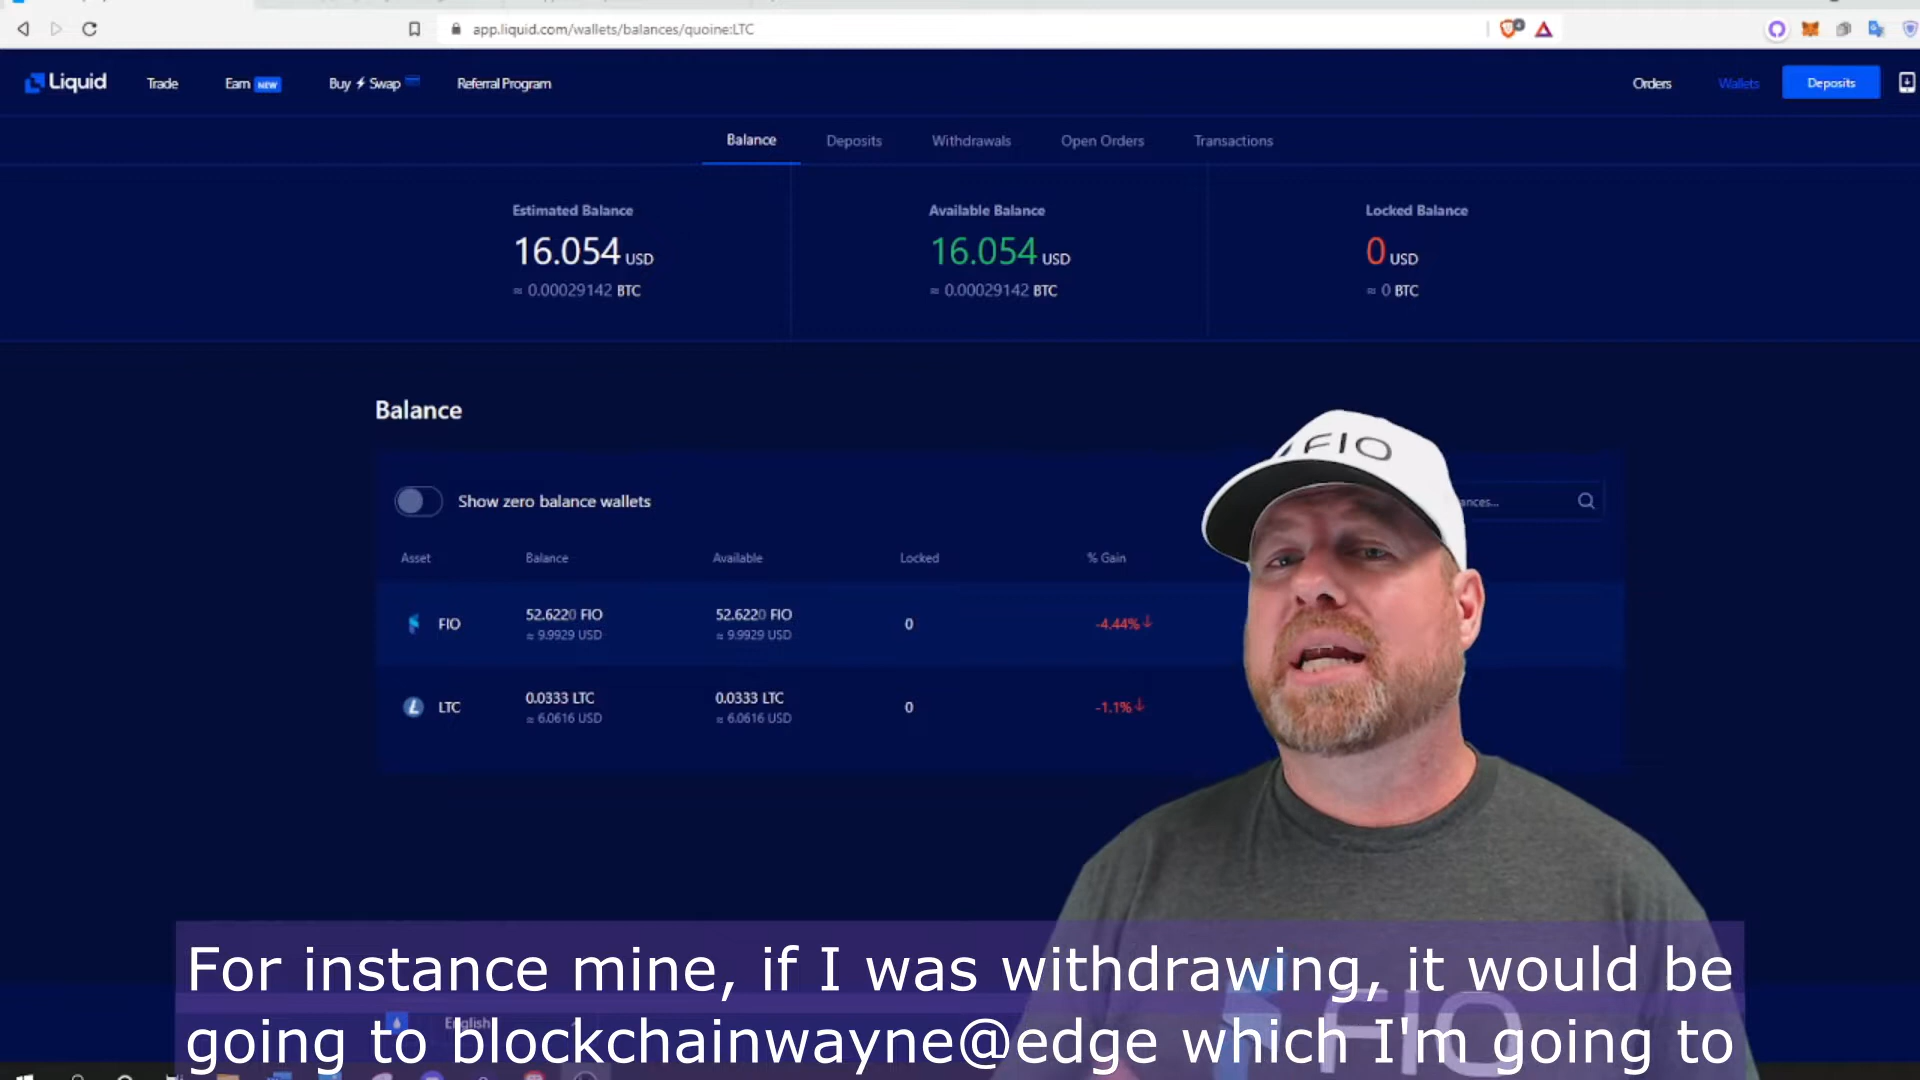 app.liquid.com/wallets/balances/quoine:LTC
Liquid Trade Earn NEW Buy Swap Referral Program Orders Wallets Deposits
Balance Deposits Withdrawals Open Orders Transactions
Estimated Balance Available Balance Locked Balance
16.054 USD 16.054 USD 0 USD
≈ 0.00029142 BTC ≈ 0.00029142 BTC ≈ 0 BTC
Balance
Show zero balance wallets
Asset Balance Available Locked % Gain
FIO 52.6220 FIO 52.6220 FIO 0 -4.44%
≈ 9.9929 USD ≈ 9.9929 USD
LTC 0.0333 LTC 0.0333 LTC 0 -1.1%
≈ 6.0616 USD ≈ 6.0616 USD
FIO
FIO
English
For instance mine, if I was withdrawing, it would be
going to blockchainwayne@edge which I'm going to